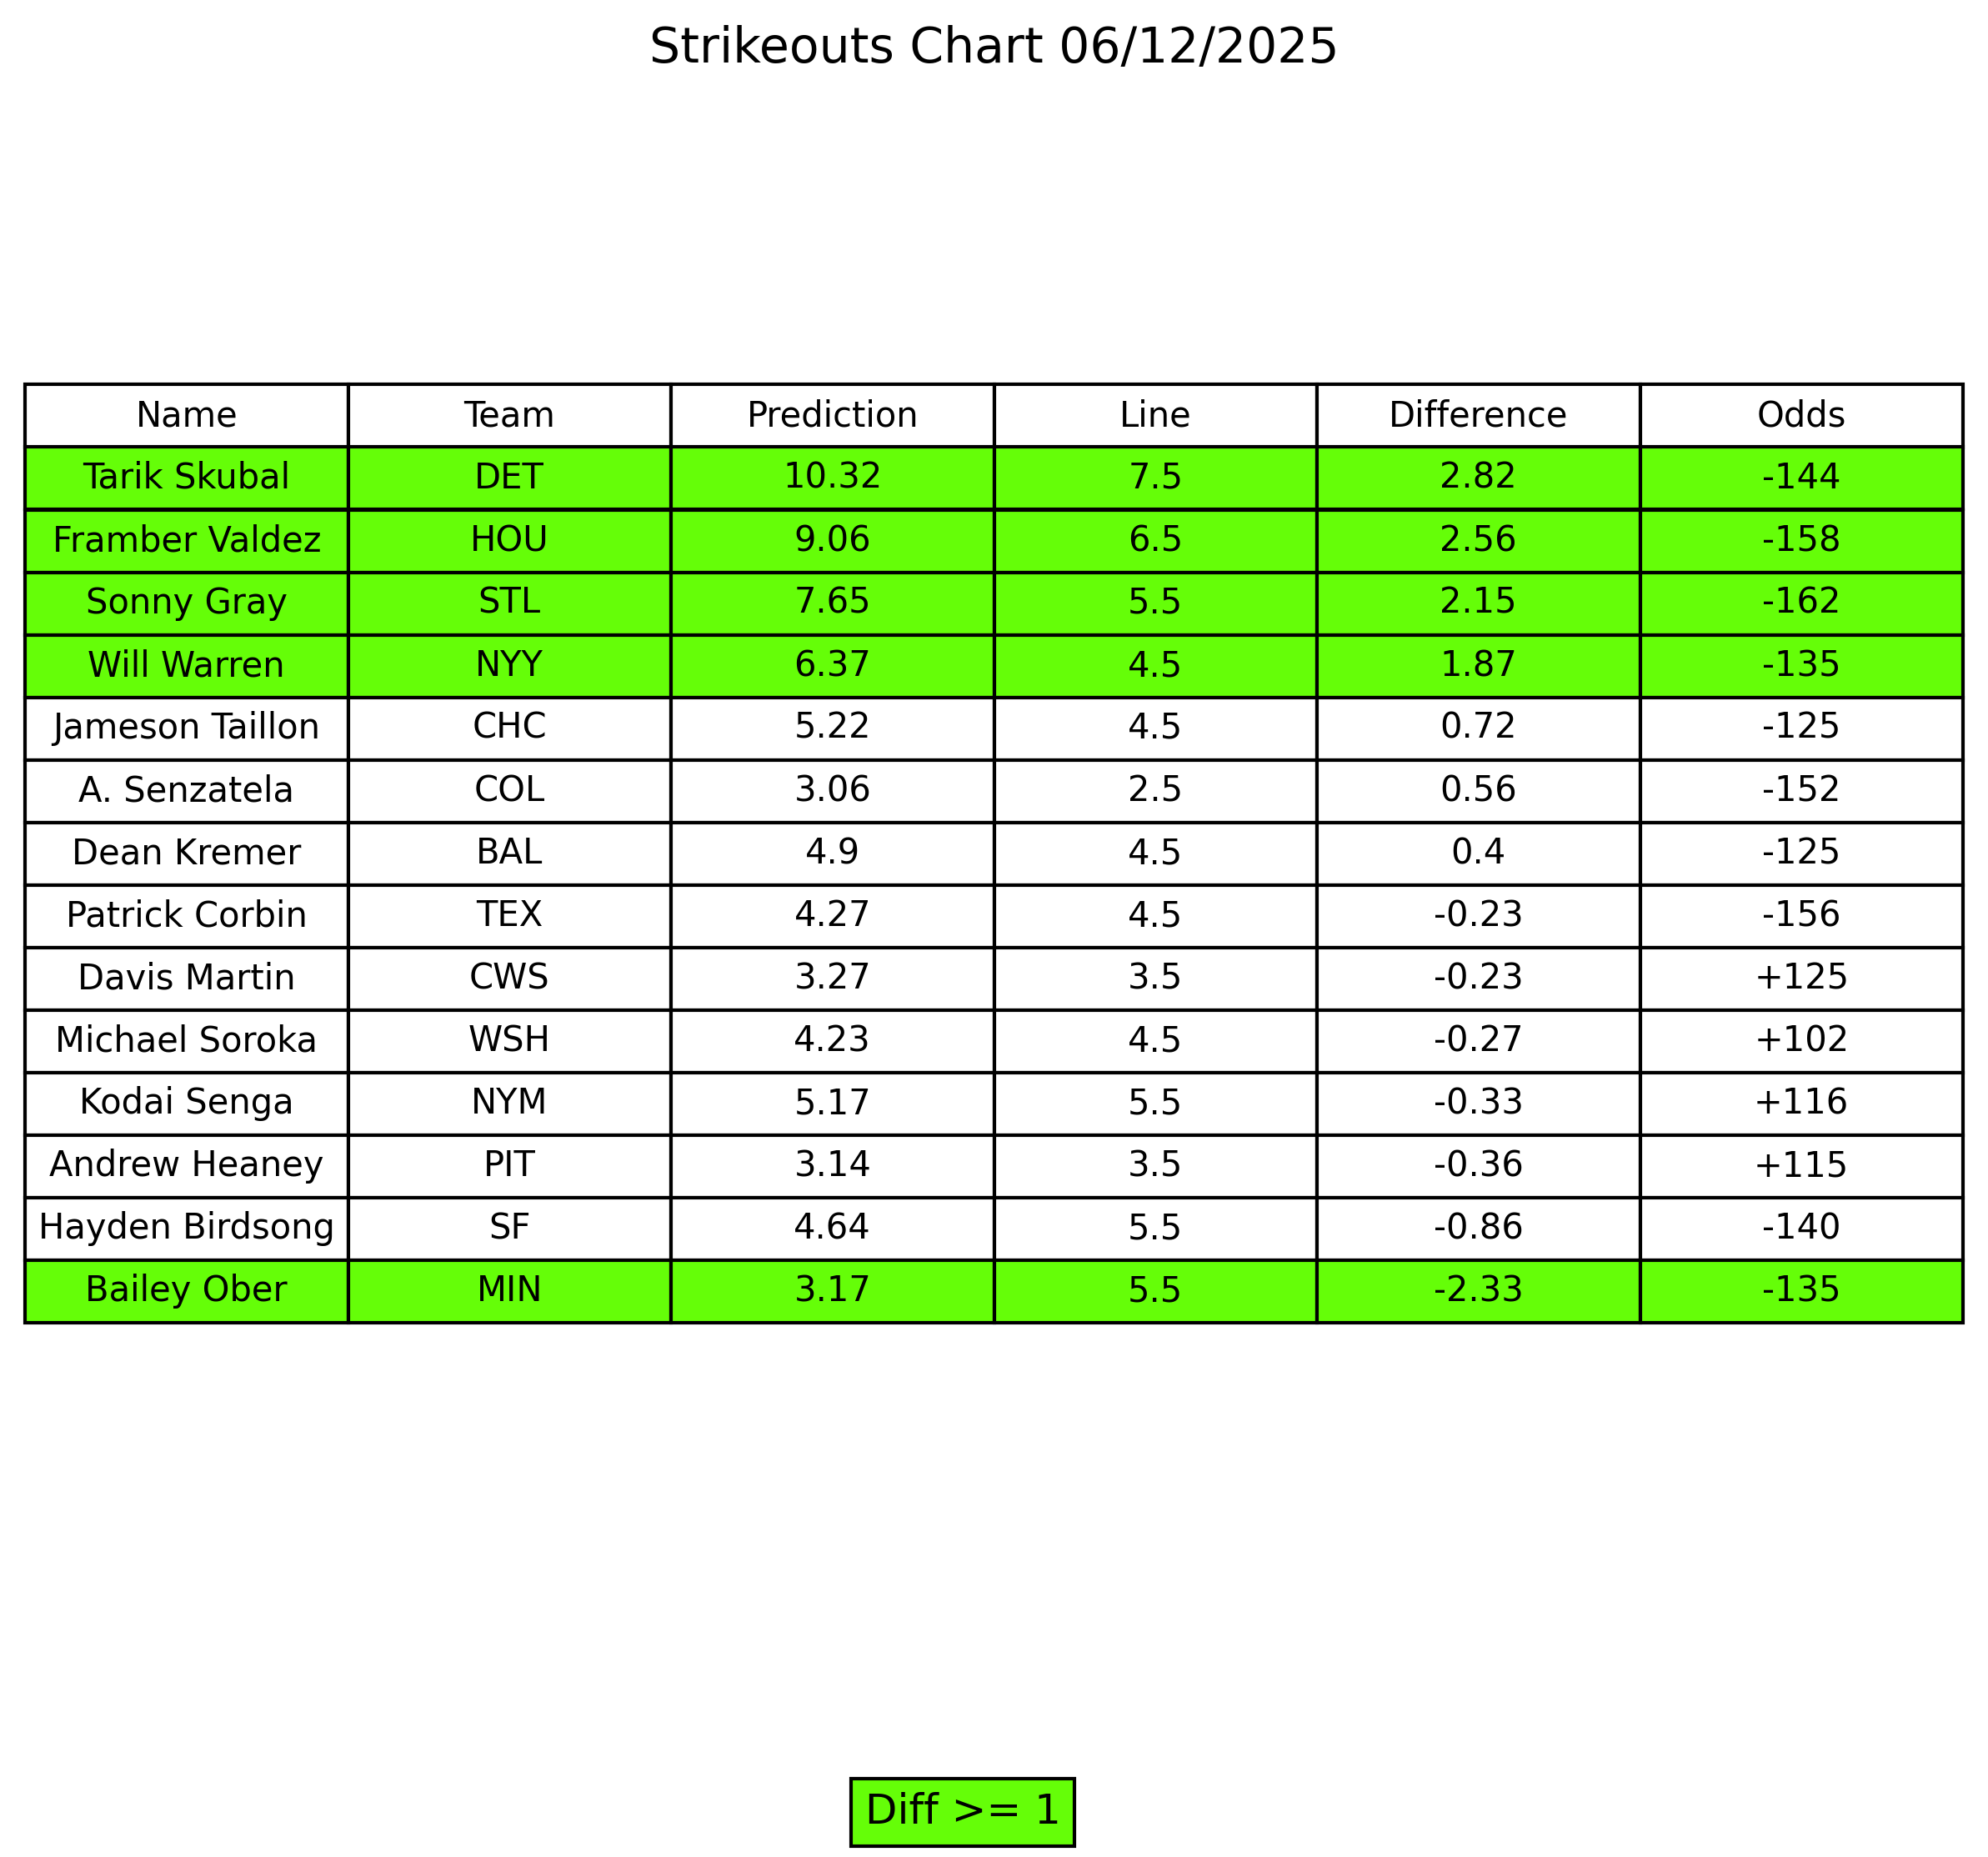 Strikeouts Chart 06/12/2025
Name Team Prediction Line Difference Odds
Tarik Skubal DET 10.32 7.5 2.82 -144
Framber Valdez HOU 9.06 6.5 2.56 -158
Sonny Gray STL 7.65 5.5 2.15 -162
Will Warren NYY 6.37 4.5 1.87 -135
Jameson Taillon CHC 5.22 4.5 0.72 -125
A. Senzatela COL 3.06 2.5 0.56 -152
Dean Kremer BAL 4.9 4.5 0.4 -125
Patrick Corbin TEX 4.27 4.5 -0.23 -156
Davis Martin CWS 3.27 3.5 -0.23 +125
Michael Soroka WSH 4.23 4.5 -0.27 +102
Kodai Senga NYM 5.17 5.5 -0.33 +116
Andrew Heaney PIT 3.14 3.5 -0.36 +115
Hayden Birdsong SF 4.64 5.5 -0.86 -140
Bailey Ober MIN 3.17 5.5 -2.33 -135
Diff >= 1